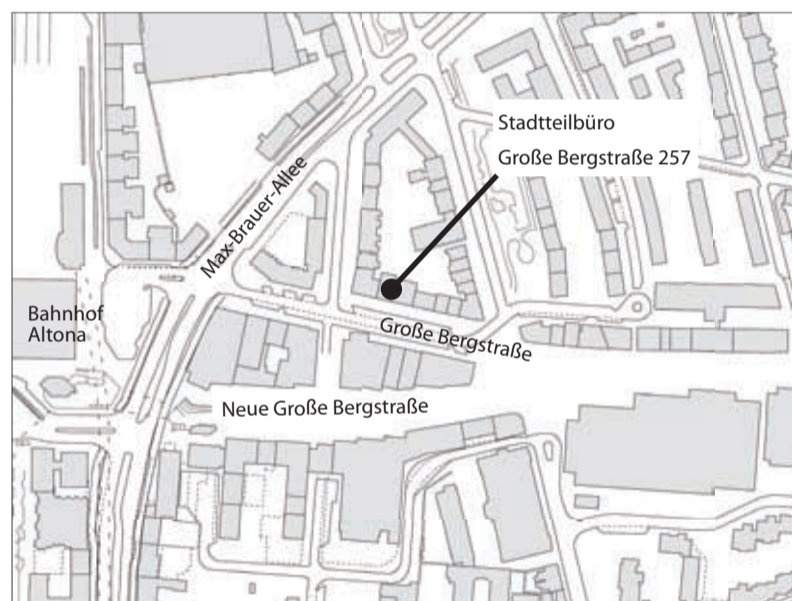 Stadtteilbüro
Große Bergstraße 257
Max-Brauer-Allee
Bahnhof
Altona
Große Bergstraße
Neue Große Bergstraße